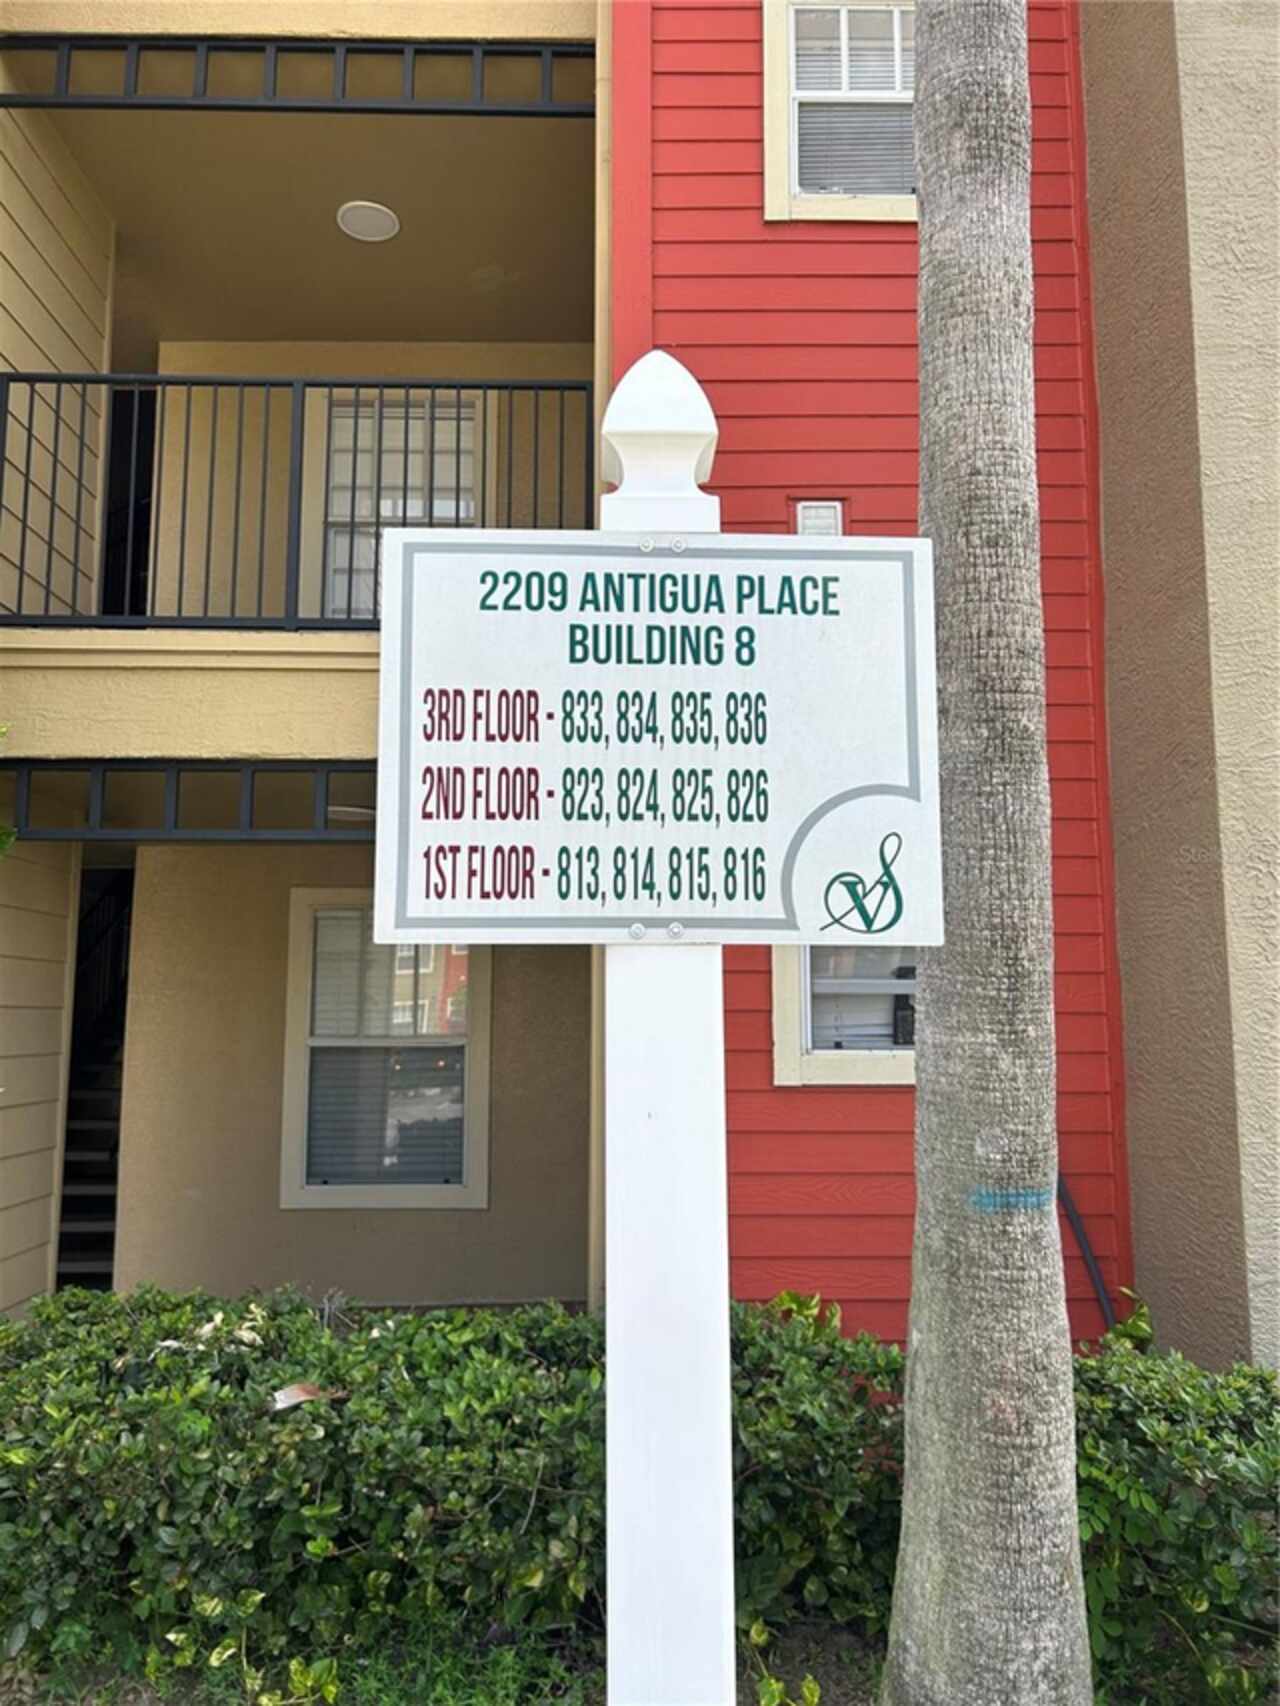 2209 ANTIGUA PLACE
BUILDING 8
3RD FLOOR - 833, 834, 835, 836
2ND FLOOR - 823, 824, 825, 826
1ST FLOOR - 813, 814, 815, 816
VS